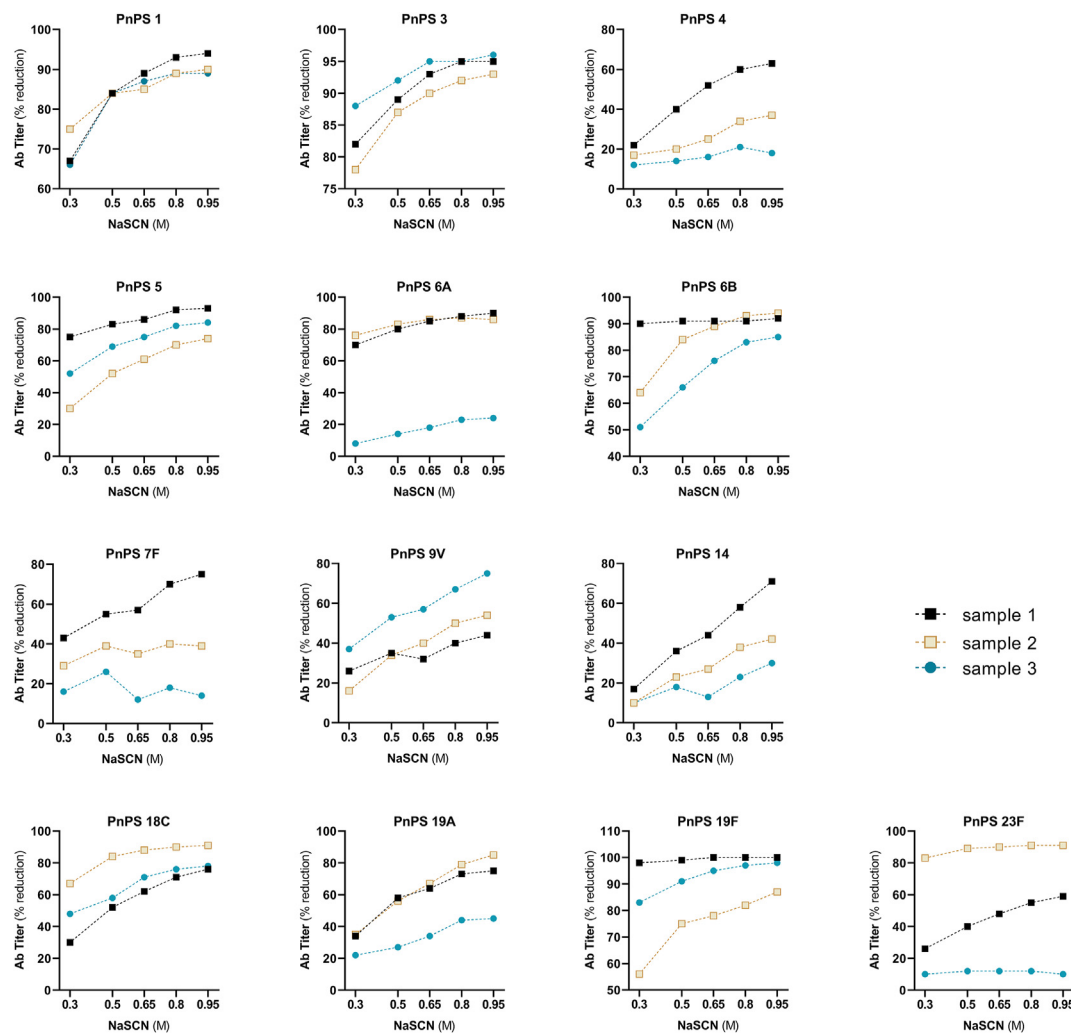 PnPS 1
100
90
80
70
60
Ab Titer (% reduction)
0.3 0.5 0.65 0.8 0.95
NaSCN (M)
PnPS 3
100
95
90
85
80
75
Ab Titer (% reduction)
0.3 0.5 0.65 0.8 0.95
NaSCN (M)
PnPS 4
80
60
40
20
0
Ab Titer (% reduction)
0.3 0.5 0.65 0.8 0.95
NaSCN (M)
PnPS 5
100
80
60
40
20
0
Ab Titer (% reduction)
0.3 0.5 0.65 0.8 0.95
NaSCN (M)
PnPS 6A
100
80
60
40
20
0
Ab Titer (% reduction)
0.3 0.5 0.65 0.8 0.95
NaSCN (M)
PnPS 6B
100
90
80
70
60
50
40
Ab Titer (% reduction)
0.3 0.5 0.65 0.8 0.95
NaSCN (M)
PnPS 7F
80
60
40
20
0
Ab Titer (% reduction)
0.3 0.5 0.65 0.8 0.95
NaSCN (M)
PnPS 9V
80
60
40
20
0
Ab Titer (% reduction)
0.3 0.5 0.65 0.8 0.95
NaSCN (M)
PnPS 14
80
60
40
20
0
Ab Titer (% reduction)
0.3 0.5 0.65 0.8 0.95
NaSCN (M)
sample 1
sample 2
sample 3
PnPS 18C
100
80
60
40
20
0
Ab Titer (% reduction)
0.3 0.5 0.65 0.8 0.95
NaSCN (M)
PnPS 19A
100
80
60
40
20
0
Ab Titer (% reduction)
0.3 0.5 0.65 0.8 0.95
NaSCN (M)
PnPS 19F
110
100
90
80
70
60
50
Ab Titer (% reduction)
0.3 0.5 0.65 0.8 0.95
NaSCN (M)
PnPS 23F
100
80
60
40
20
0
Ab Titer (% reduction)
0.3 0.5 0.65 0.8 0.95
NaSCN (M)